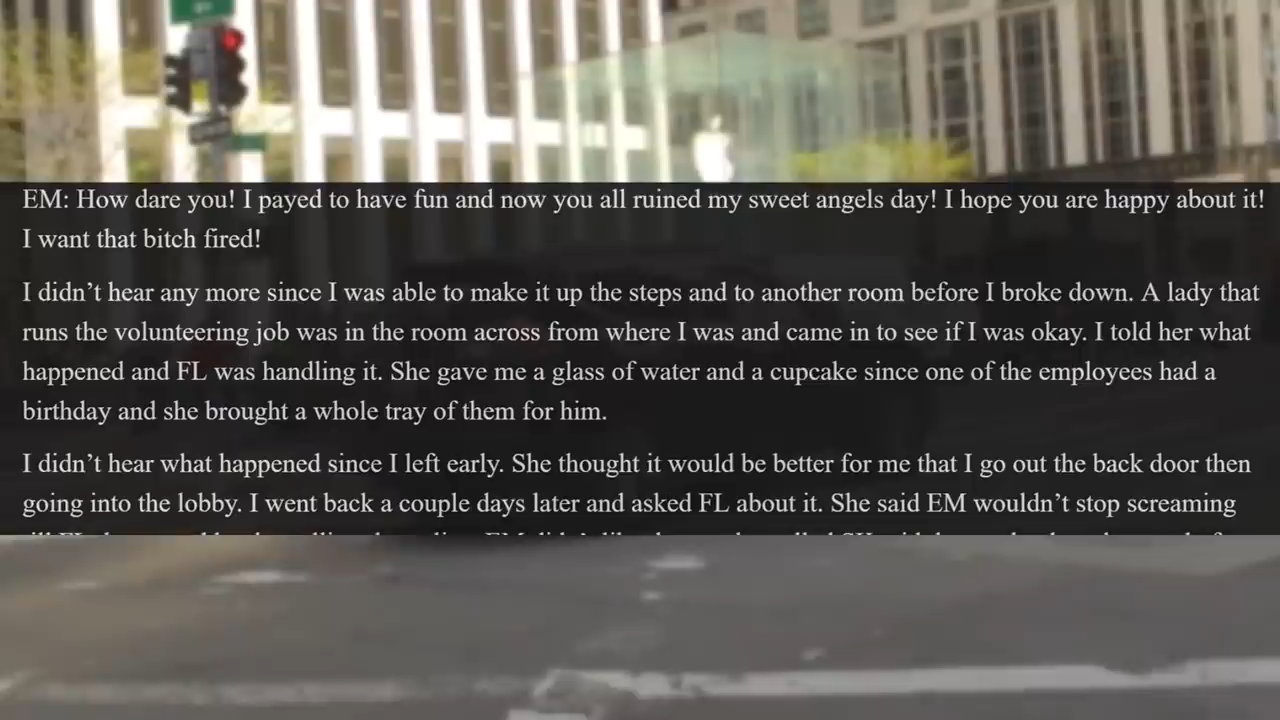 EM: How dare you! I payed to have fun and now you all ruined my sweet angels day! I hope you are happy about it!
I want that bitch fired!
I didn’t hear any more since I was able to make it up the steps and to another room before I broke down. A lady that
runs the volunteering job was in the room across from where I was and came in to see if I was okay. I told her what
happened and FL was handling it. She gave me a glass of water and a cupcake since one of the employees had a
birthday and she brought a whole tray of them for him.
I didn’t hear what happened since I left early. She thought it would be better for me that I go out the back door then
going into the lobby. I went back a couple days later and asked FL about it. She said EM wouldn’t stop screaming